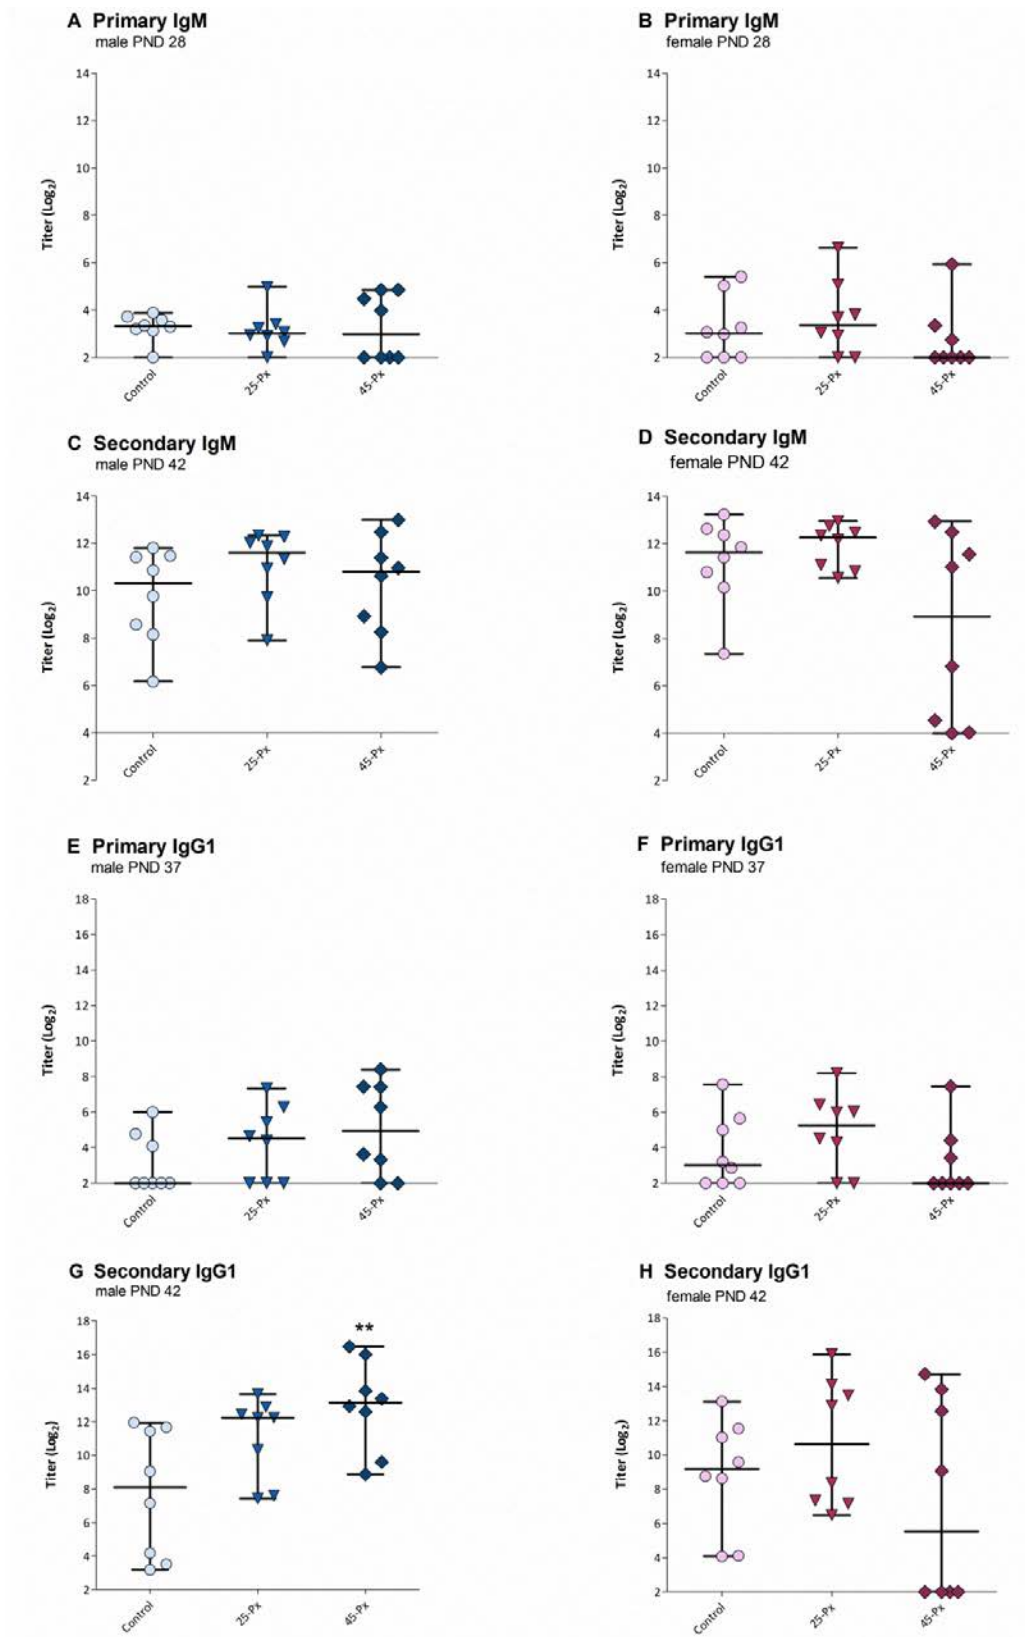 A Primary IgM
male PND 28
14
12
10
8
6
4
2
Titer (Log2)
Control
25-Px
45-Px
B Primary IgM
female PND 28
14
12
10
8
6
4
2
Titer (Log2)
Control
25-Px
45-Px
C Secondary IgM
male PND 42
14
12
10
8
6
4
2
Titer (Log2)
Control
25-Px
45-Px
D Secondary IgM
female PND 42
14
12
10
8
6
4
2
Titer (Log2)
Control
25-Px
45-Px
E Primary IgG1
male PND 37
18
16
14
12
10
8
6
4
2
Titer (Log2)
Control
25-Px
45-Px
F Primary IgG1
female PND 37
18
16
14
12
10
8
6
4
2
Titer (Log2)
Control
25-Px
45-Px
G Secondary IgG1
male PND 42
18
16
14
12
10
8
6
4
2
Titer (Log2)
**
Control
25-Px
45-Px
H Secondary IgG1
female PND 42
18
16
14
12
10
8
6
4
2
Titer (Log2)
Control
25-Px
45-Px